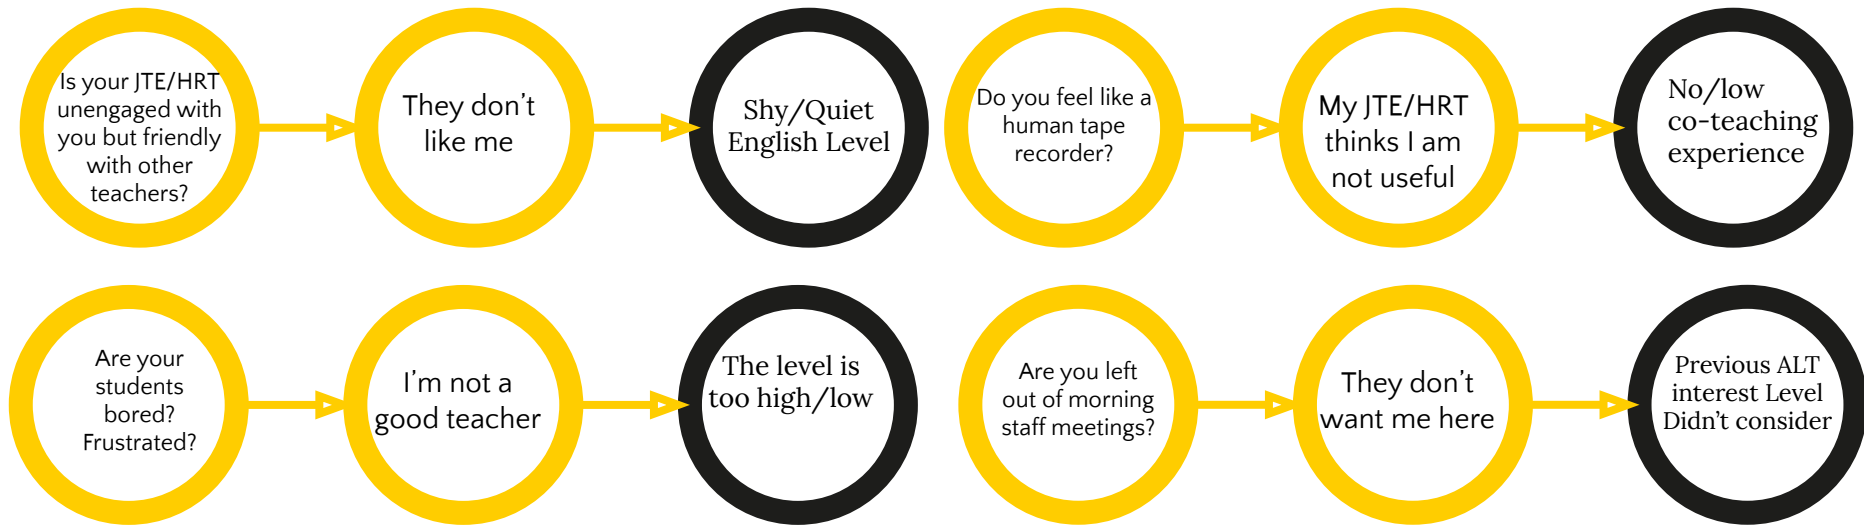 Is your JTE/HRT
unengaged with
you but friendly
with other
teachers?
They don't
like me
Shy/Quiet
English Level
Do you feel like a
human tape
recorder?
My JTE/HRT
thinks I am
not useful
No/low
co-teaching
experience
Are your
students
bored?
Frustrated?
I'm not a
good teacher
The level is
too high/low
Are you left
out of morning
staff meetings?
They don't
want me here
Previous ALT
interest Level
Didn't consider